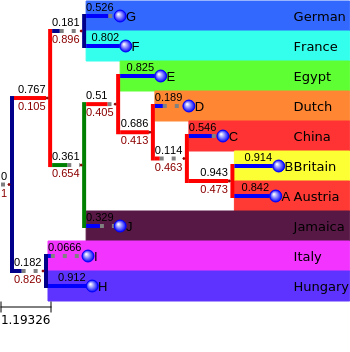 0.526 G German
0.181
0.896 0.802 F France
0.825 E Egypt
0.767 0.51 0.189 D Dutch
0.105 0.405
0.686 0.546 C China
0.413
0.361 0.114 0.914 B Britain
0.654 0.463
0.943 0.842 A Austria
0 0.473
1
0.329 J Jamaica
0.0666 I Italy
0.182
0.826 0.912 H Hungary
1.19326